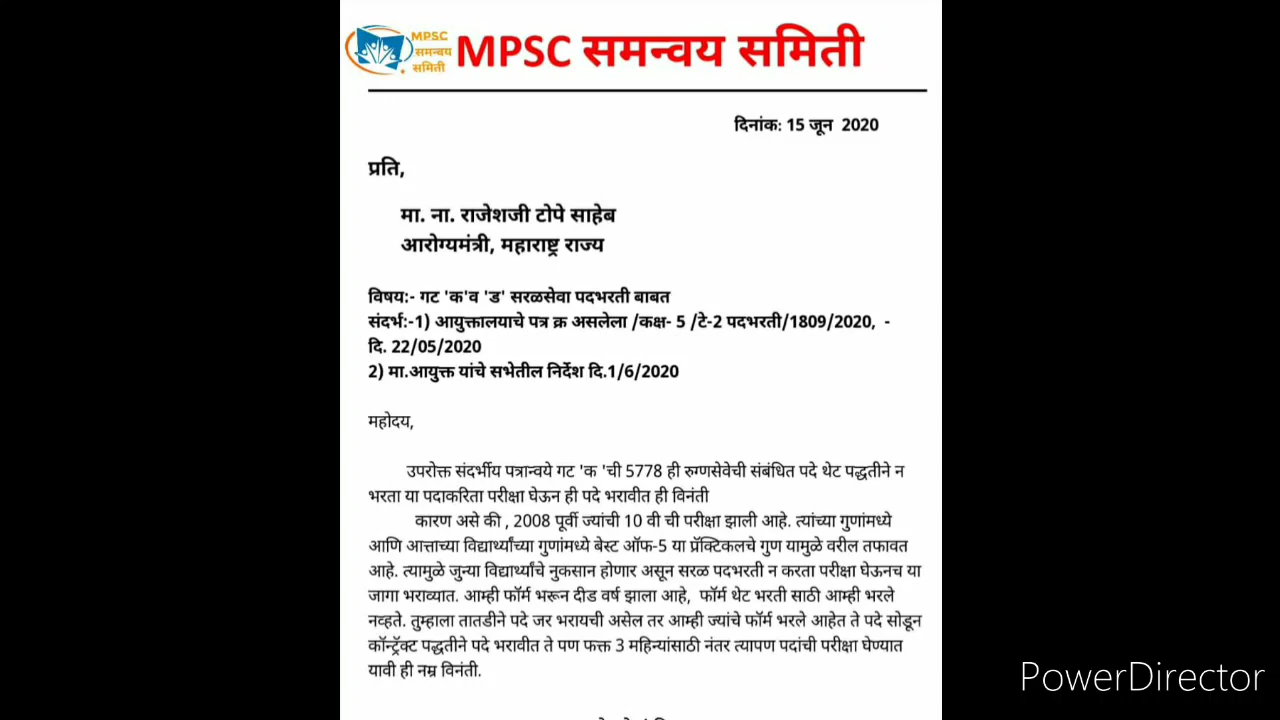 MPSC
समन्वय
समिती
MPSC समन्वय समिती
दिनांकः 15 जून 2020
प्रति,
मा. ना. राजेशजी टोपे साहेब
आरोग्यमंत्री, महाराष्ट्र राज्य
विषय:- गट 'क'व 'ड' सरळसेवा पदभरती बाबत
संदर्भ:-1) आयुक्तालयाचे पत्र क्र असलेला /कक्ष- 5 /टे-2 पदभरती/1809/2020, -
दि. 22/05/2020
2) मा.आयुक्त यांचे सभेतील निर्देश दि.1/6/2020
महोदय,
उपरोक्त संदर्भीय पत्रान्वये गट 'क 'ची 5778 ही रुग्णसेवेची संबंधित पदे थेट पद्धतीने न
भरता या पदाकरिता परीक्षा घेऊन ही पदे भरावीत ही विनंती
कारण असे की , 2008 पूर्वी ज्यांची 10 वी ची परीक्षा झाली आहे. त्यांच्या गुणांमध्ये
आणि आत्ताच्या विद्यार्थ्यांच्या गुणांमध्ये बेस्ट ऑफ-5 या प्रॅक्टिकलचे गुण यामुळे वरील तफावत
आहे. त्यामुळे जुन्या विद्यार्थ्यांचे नुकसान होणार असून सरळ पदभरती न करता परीक्षा घेऊनच या
जागा भराव्यात. आम्ही फॉर्म भरून दीड वर्ष झाला आहे, फॉर्म थेट भरती साठी आम्ही भरले
नव्हते. तुम्हाला तातडीने पदे जर भरायची असेल तर आम्ही ज्यांचे फॉर्म भरले आहेत ते पदे सोडून
कॉन्ट्रॅक्ट पद्धतीने पदे भरावीत ते पण फक्त 3 महिन्यांसाठी नंतर त्यापण पदांची परीक्षा घेण्यात
यावी ही नम्र विनंती.
PowerDirector